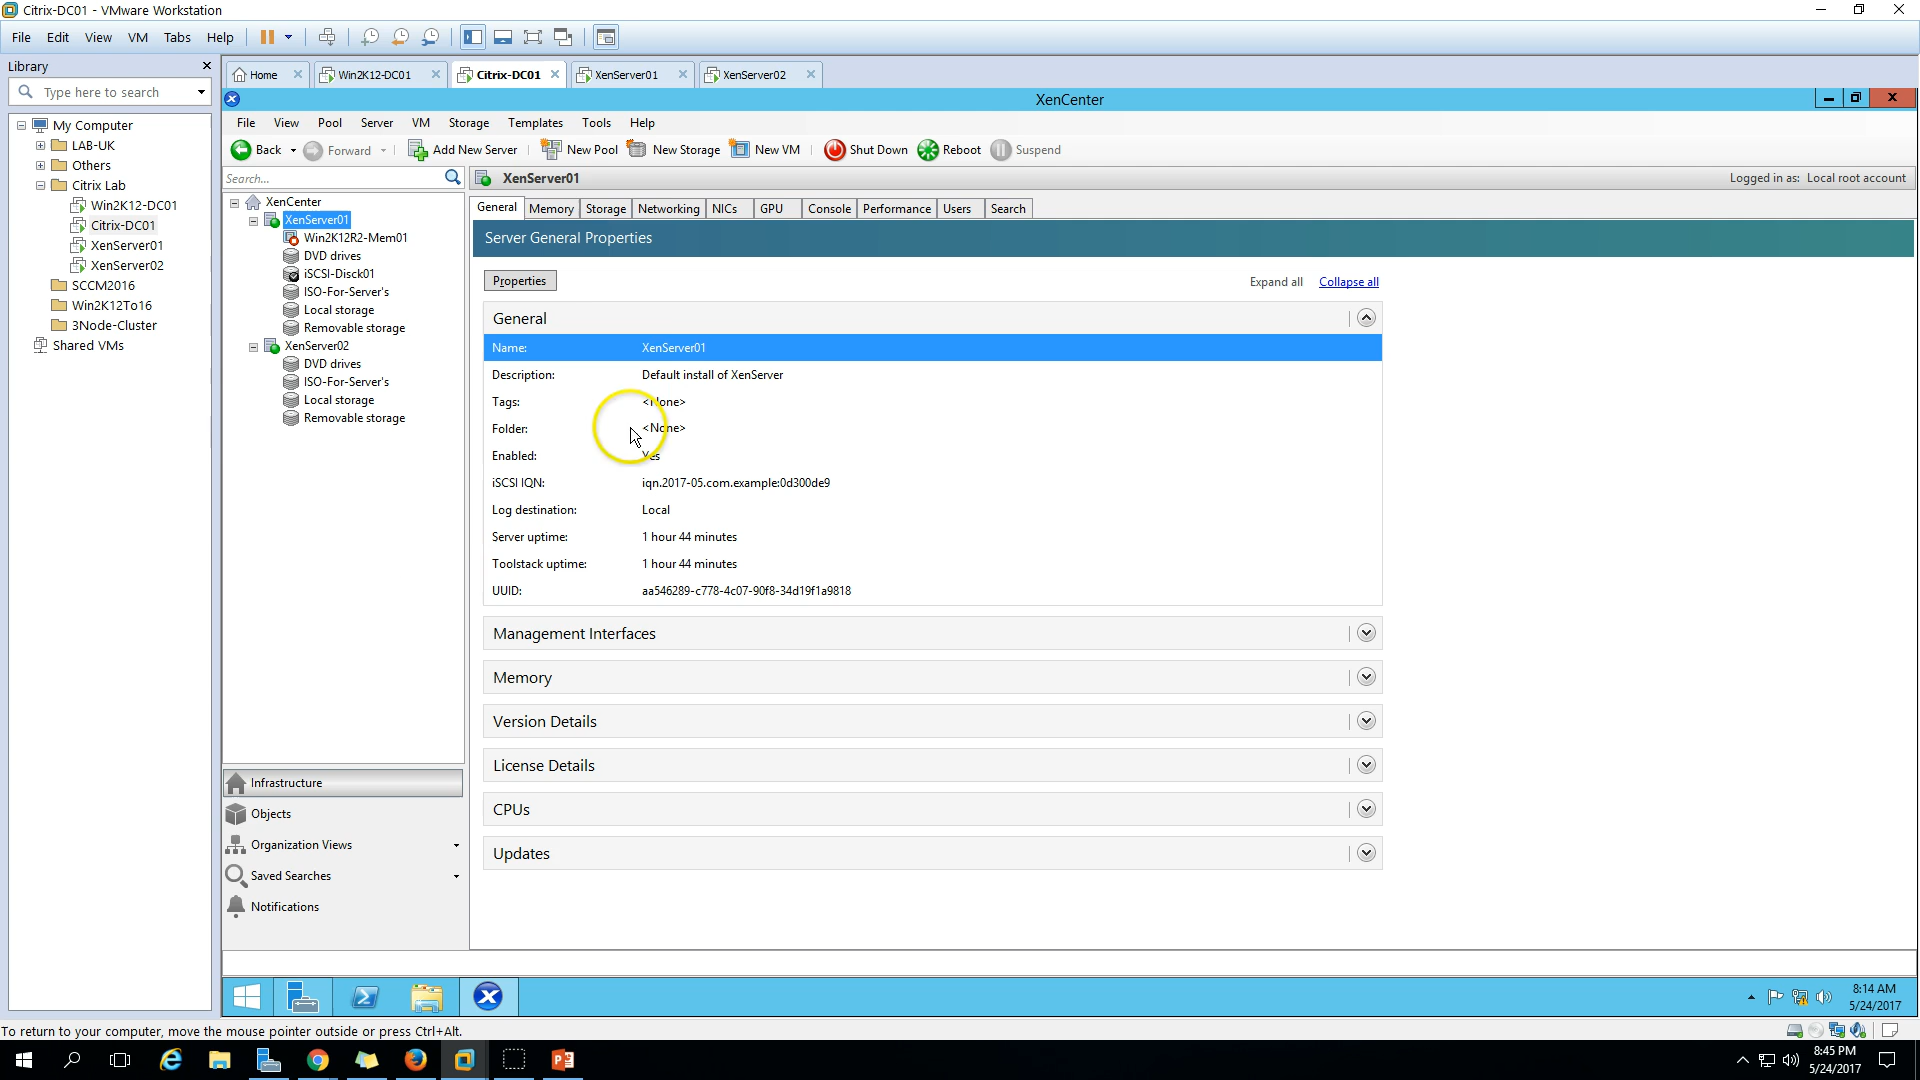 Citrix-DC01 - VMware Workstation
File Edit View VM Tabs Help
Library
Type here to search
My Computer
LAB-UK
Others
Citrix Lab
Win2K12-DC01
Citrix-DC01
XenServer01
XenServer02
SCCM2016
Win2K12To16
3Node-Cluster
Shared VMs
Home Win2K12-DC01 Citrix-DC01 XenServer01 XenServer02
XenCenter
File View Pool Server VM Storage Templates Tools Help
Back Forward Add New Server New Pool New Storage New VM Shut Down Reboot Suspend
Search...
XenCenter
XenServer01
Win2K12R2-Mem01
DVD drives
iSCSI-Disck01
ISO-For-Server's
Local storage
Removable storage
XenServer02
DVD drives
ISO-For-Server's
Local storage
Removable storage
Infrastructure
Objects
Organization Views
Saved Searches
Notifications
XenServer01 Logged in as: Local root account
General Memory Storage Networking NICs GPU Console Performance Users Search
Server General Properties
Properties Expand all Collapse all
General
Name: XenServer01
Description: Default install of XenServer
Tags: <None>
Folder: <None>
Enabled: Yes
iSCSI IQN: iqn.2017-05.com.example:0d300de9
Log destination: Local
Server uptime: 1 hour 44 minutes
Toolstack uptime: 1 hour 44 minutes
UUID: aa546289-c778-4c07-90f8-34d19f1a9818
Management Interfaces
Memory
Version Details
License Details
CPUs
Updates
8:14 AM
5/24/2017
To return to your computer, move the mouse pointer outside or press Ctrl+Alt.
8:45 PM
5/24/2017